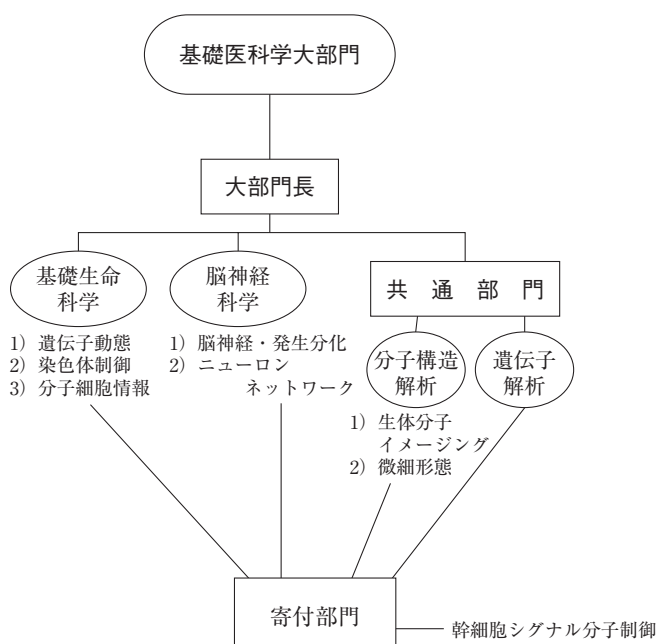 基礎医科学大部門
大部門長
基礎生命
科学
1）遺伝子動態
2）染色体制御
3）分子細胞情報
脳神経
科学
1）脳神経・発生分化
2）ニューロン
ネットワーク
共　通　部　門
分子構造
解析
1）生体分子
イメージング
2）微細形態
遺伝子
解析
寄付部門
幹細胞シグナル分子制御